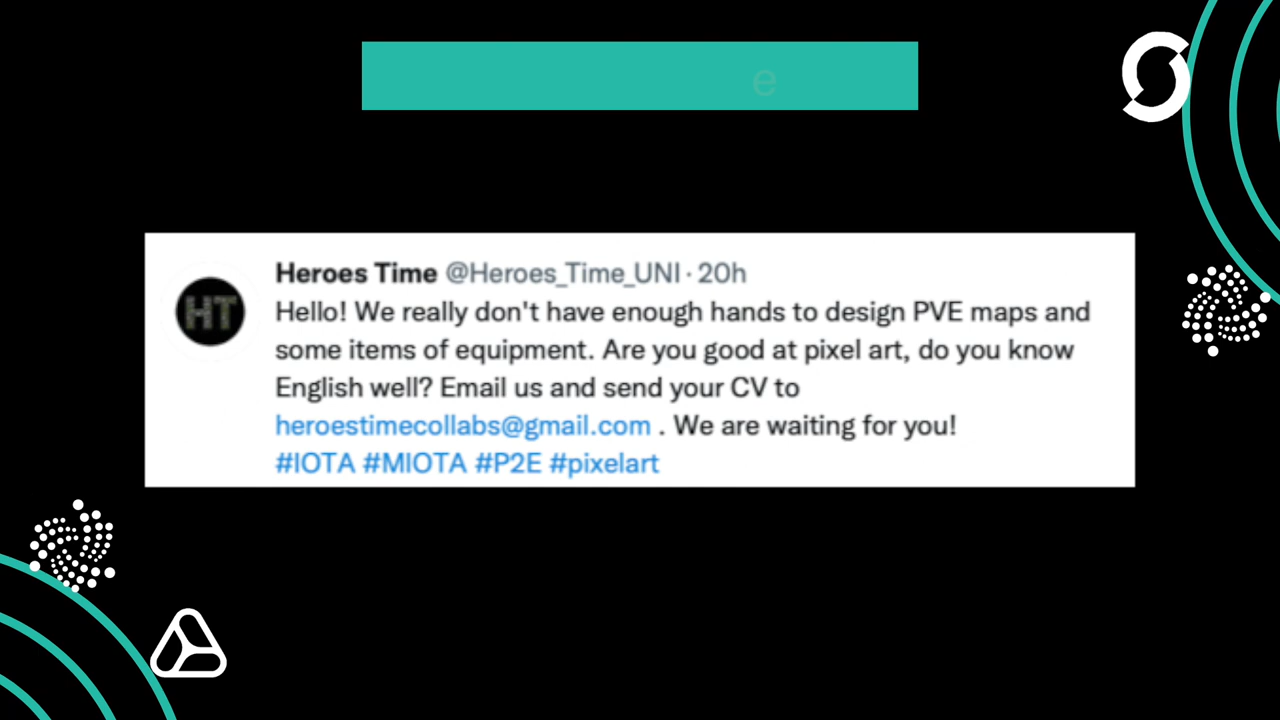 e
Heroes Time @Heroes_Time_UNI · 20h
Hello! We really don't have enough hands to design PVE maps and
some items of equipment. Are you good at pixel art, do you know
English well? Email us and send your CV to
heroestimecollabs@gmail.com . We are waiting for you!
#IOTA #MIOTA #P2E #pixelart
HT